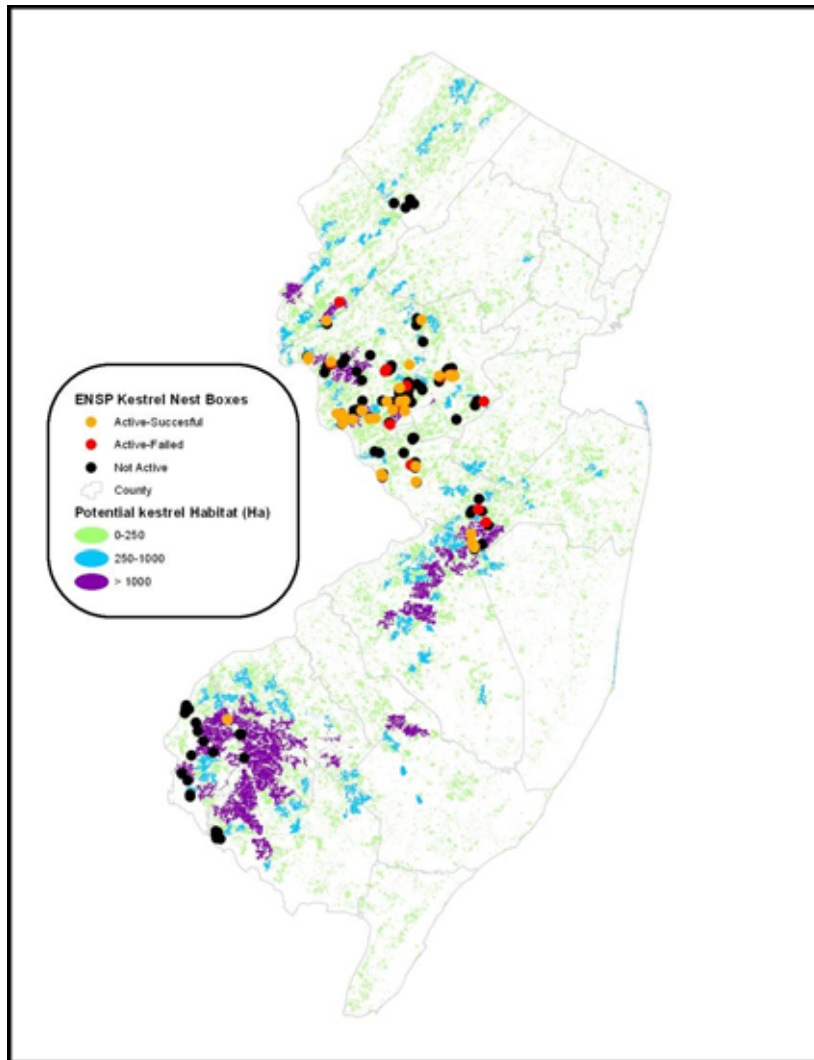 ENSP Kestrel Nest Boxes
Active-Succesful
Active-Failed
Not Active
County
Potential kestrel Habitat (Ha)
0-250
250-1000
> 1000